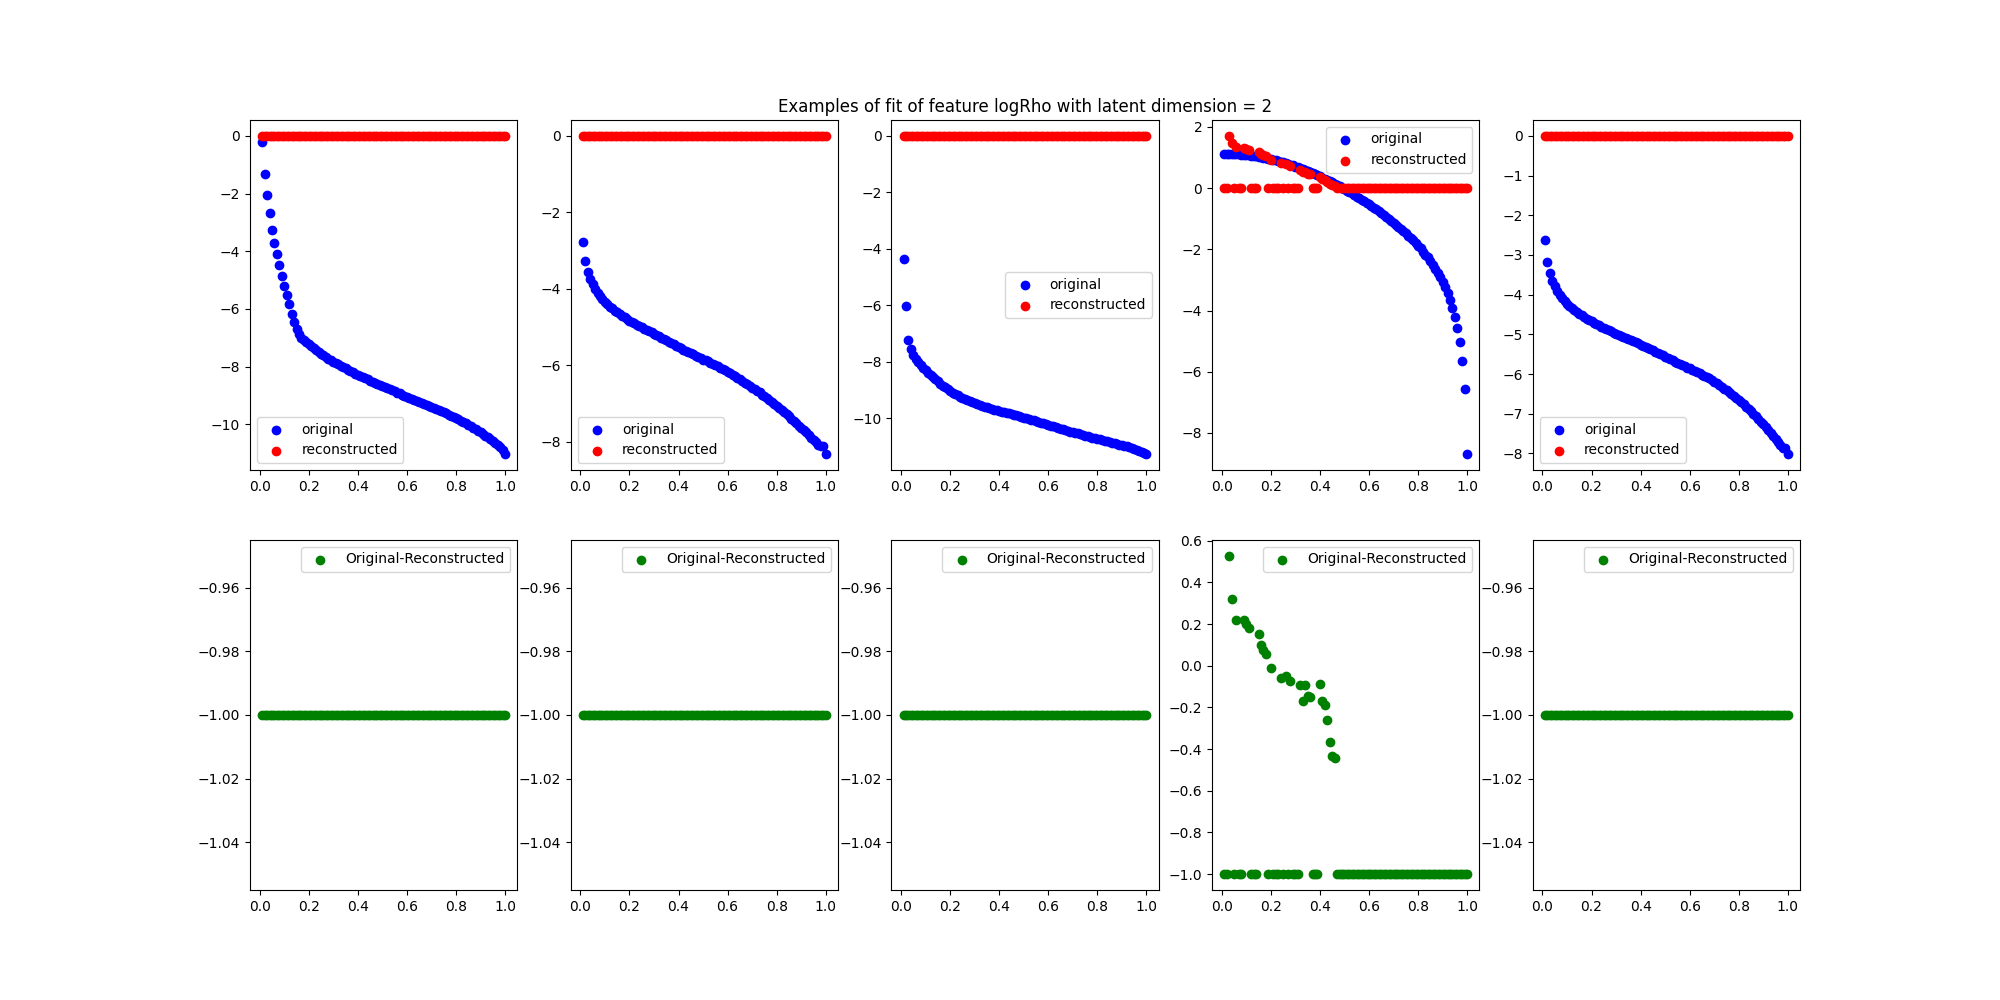 Examples of fit of feature logRho with latent dimension = 2
0
−2
−4
−6
−8
−10
original
reconstructed
0.0 0.2 0.4 0.6 0.8 1.0
0
−2
−4
−6
−8
original
reconstructed
0.0 0.2 0.4 0.6 0.8 1.0
0
−2
−4
−6
−8
−10
original
reconstructed
0.0 0.2 0.4 0.6 0.8 1.0
2
0
−2
−4
−6
−8
original
reconstructed
0.0 0.2 0.4 0.6 0.8 1.0
0
−1
−2
−3
−4
−5
−6
−7
−8
original
reconstructed
0.0 0.2 0.4 0.6 0.8 1.0
Original-Reconstructed
−0.96
−0.98
−1.00
−1.02
−1.04
0.0 0.2 0.4 0.6 0.8 1.0
Original-Reconstructed
−0.96
−0.98
−1.00
−1.02
−1.04
0.0 0.2 0.4 0.6 0.8 1.0
Original-Reconstructed
−0.96
−0.98
−1.00
−1.02
−1.04
0.0 0.2 0.4 0.6 0.8 1.0
Original-Reconstructed
0.6
0.4
0.2
0.0
−0.2
−0.4
−0.6
−0.8
−1.0
0.0 0.2 0.4 0.6 0.8 1.0
Original-Reconstructed
−0.96
−0.98
−1.00
−1.02
−1.04
0.0 0.2 0.4 0.6 0.8 1.0